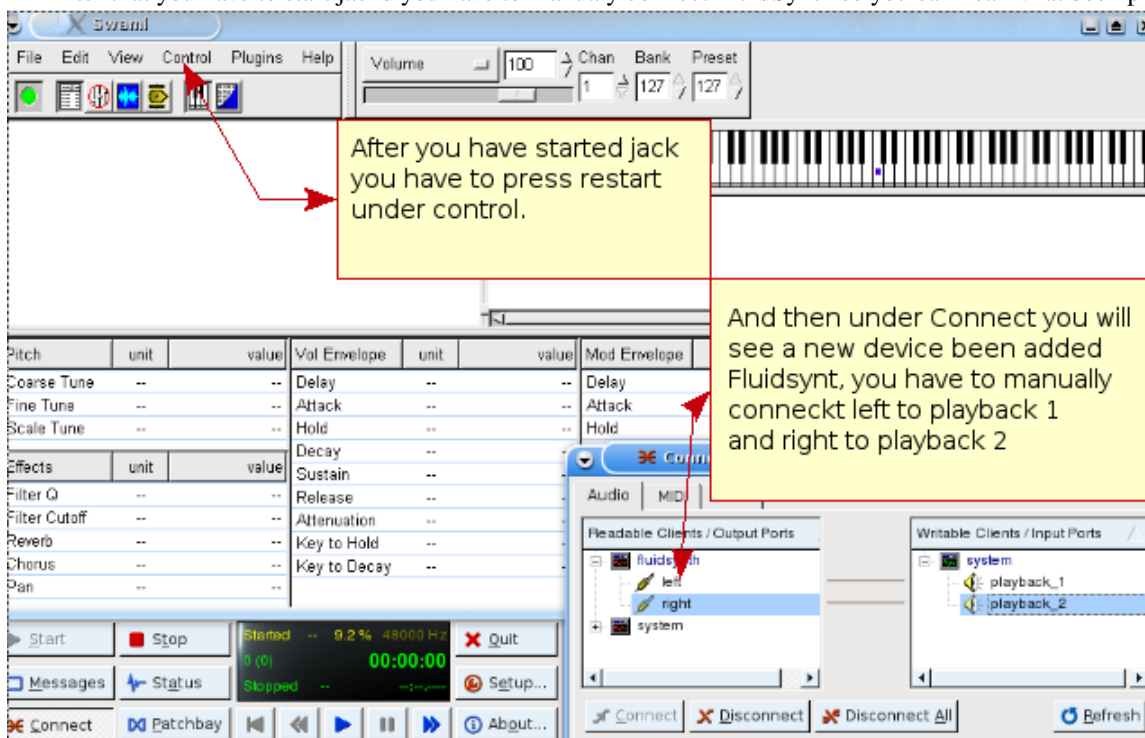 Swami
File Edit View Control Plugins Help
Volume 100 Chan Bank Preset
1 127 127
After you have started jack
you have to press restart
under control.
And then under Connect you will
see a new device been added
Fluidsynt, you have to manually
conneckt left to playback 1
and right to playback 2
Pitch unit value
Coarse Tune -- --
Fine Tune -- --
Scale Tune -- --
Effects unit value
Filter Q -- --
Filter Cutoff -- --
Reverb -- --
Chorus -- --
Pan -- --
Vol Envelope unit value
Delay -- --
Attack -- --
Hold -- --
Decay --
Sustain --
Release --
Attenuation --
Key to Hold --
Key to Decay --
Mod Envelope
Delay
Attack
Hold
Audio MIDI
Readable Clients / Output Ports
fluidsynth
left
right
system
Writable Clients / Input Ports
system
playback_1
playback_2
Connect Disconnect Disconnect All Refresh
Start Stop
Started -- 9.2 % 48000 Hz
0 (0) 00:00:00
Stopped -- --:--.----
Quit
Messages Status Setup...
Connect Patchbay About...